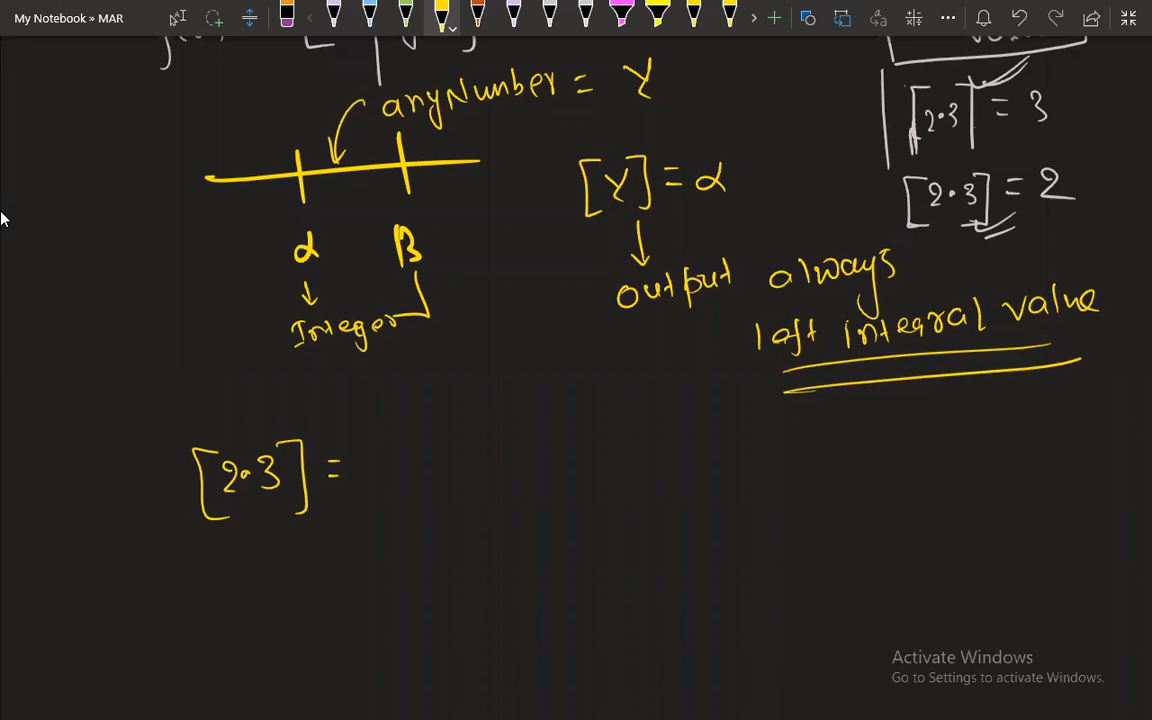 My Notebook » MAR
anyNumber = Y
⌈2.3⌉ = 3
[Y] = α
[2.3] = 2
α β
Integer
output always
left integral value
[2.3] =
Activate Windows
Go to Settings to activate Windows.